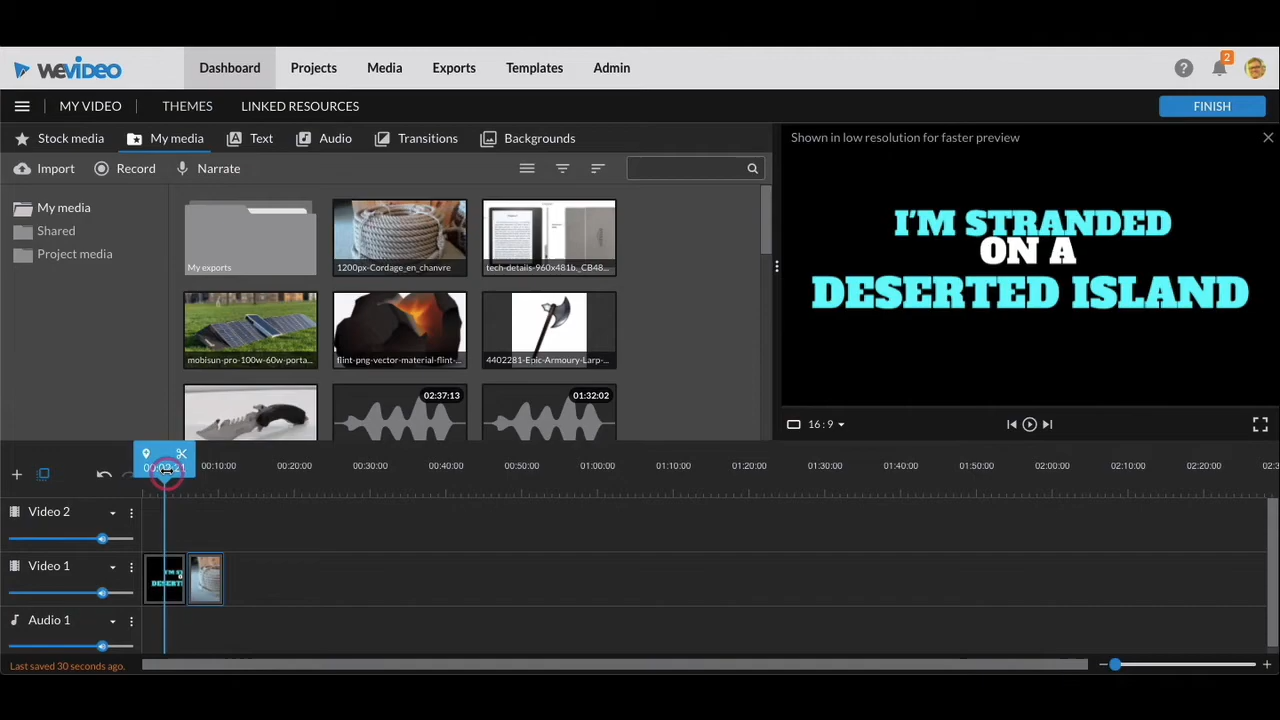 WEVIDEO
Dashboard
Projects
Media
Exports
Templates
Admin
2
MY VIDEO
THEMES
LINKED RESOURCES
FINISH
Stock media
My media
Text
Audio
Transitions
Backgrounds
Shown in low resolution for faster preview
Import
Record
Narrate
My media
Shared
Project media
My exports
1200px-Cordage_en_chanvre
tech-details-960x481b._CB48...
mobisun-pro-100w-60w-porta...
flint-png-vector-material-flint-...
4402281-Epic-Armoury-Larp-...
02:37:13
01:32:02
I'M STRANDED
ON A
DESERTED ISLAND
16:9
00:10:00
00:20:00
00:30:00
00:40:00
00:50:00
01:00:00
01:10:00
01:20:00
01:30:00
01:40:00
01:50:00
02:00:00
02:10:00
02:20:00
Video 2
Video 1
Audio 1
Last saved 30 seconds ago.